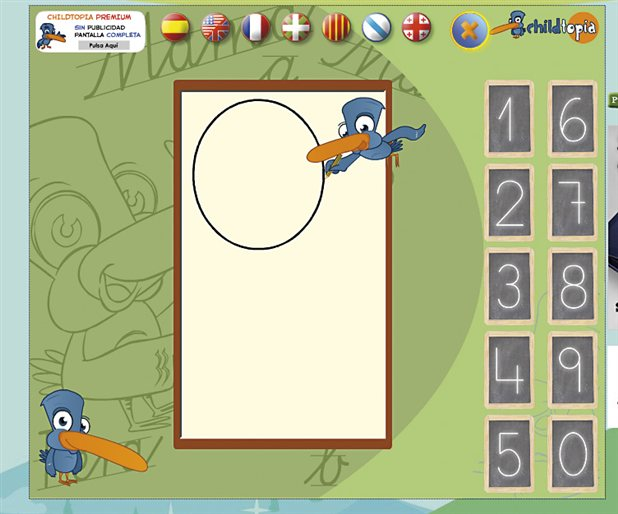 CHILDTOPIA PREMIUM
SIN PUBLICIDAD
PANTALLA COMPLETA
Pulsa Aquí
childtopia
Mamá
a
1 6
2 7
3 8
4 9
5 0
b